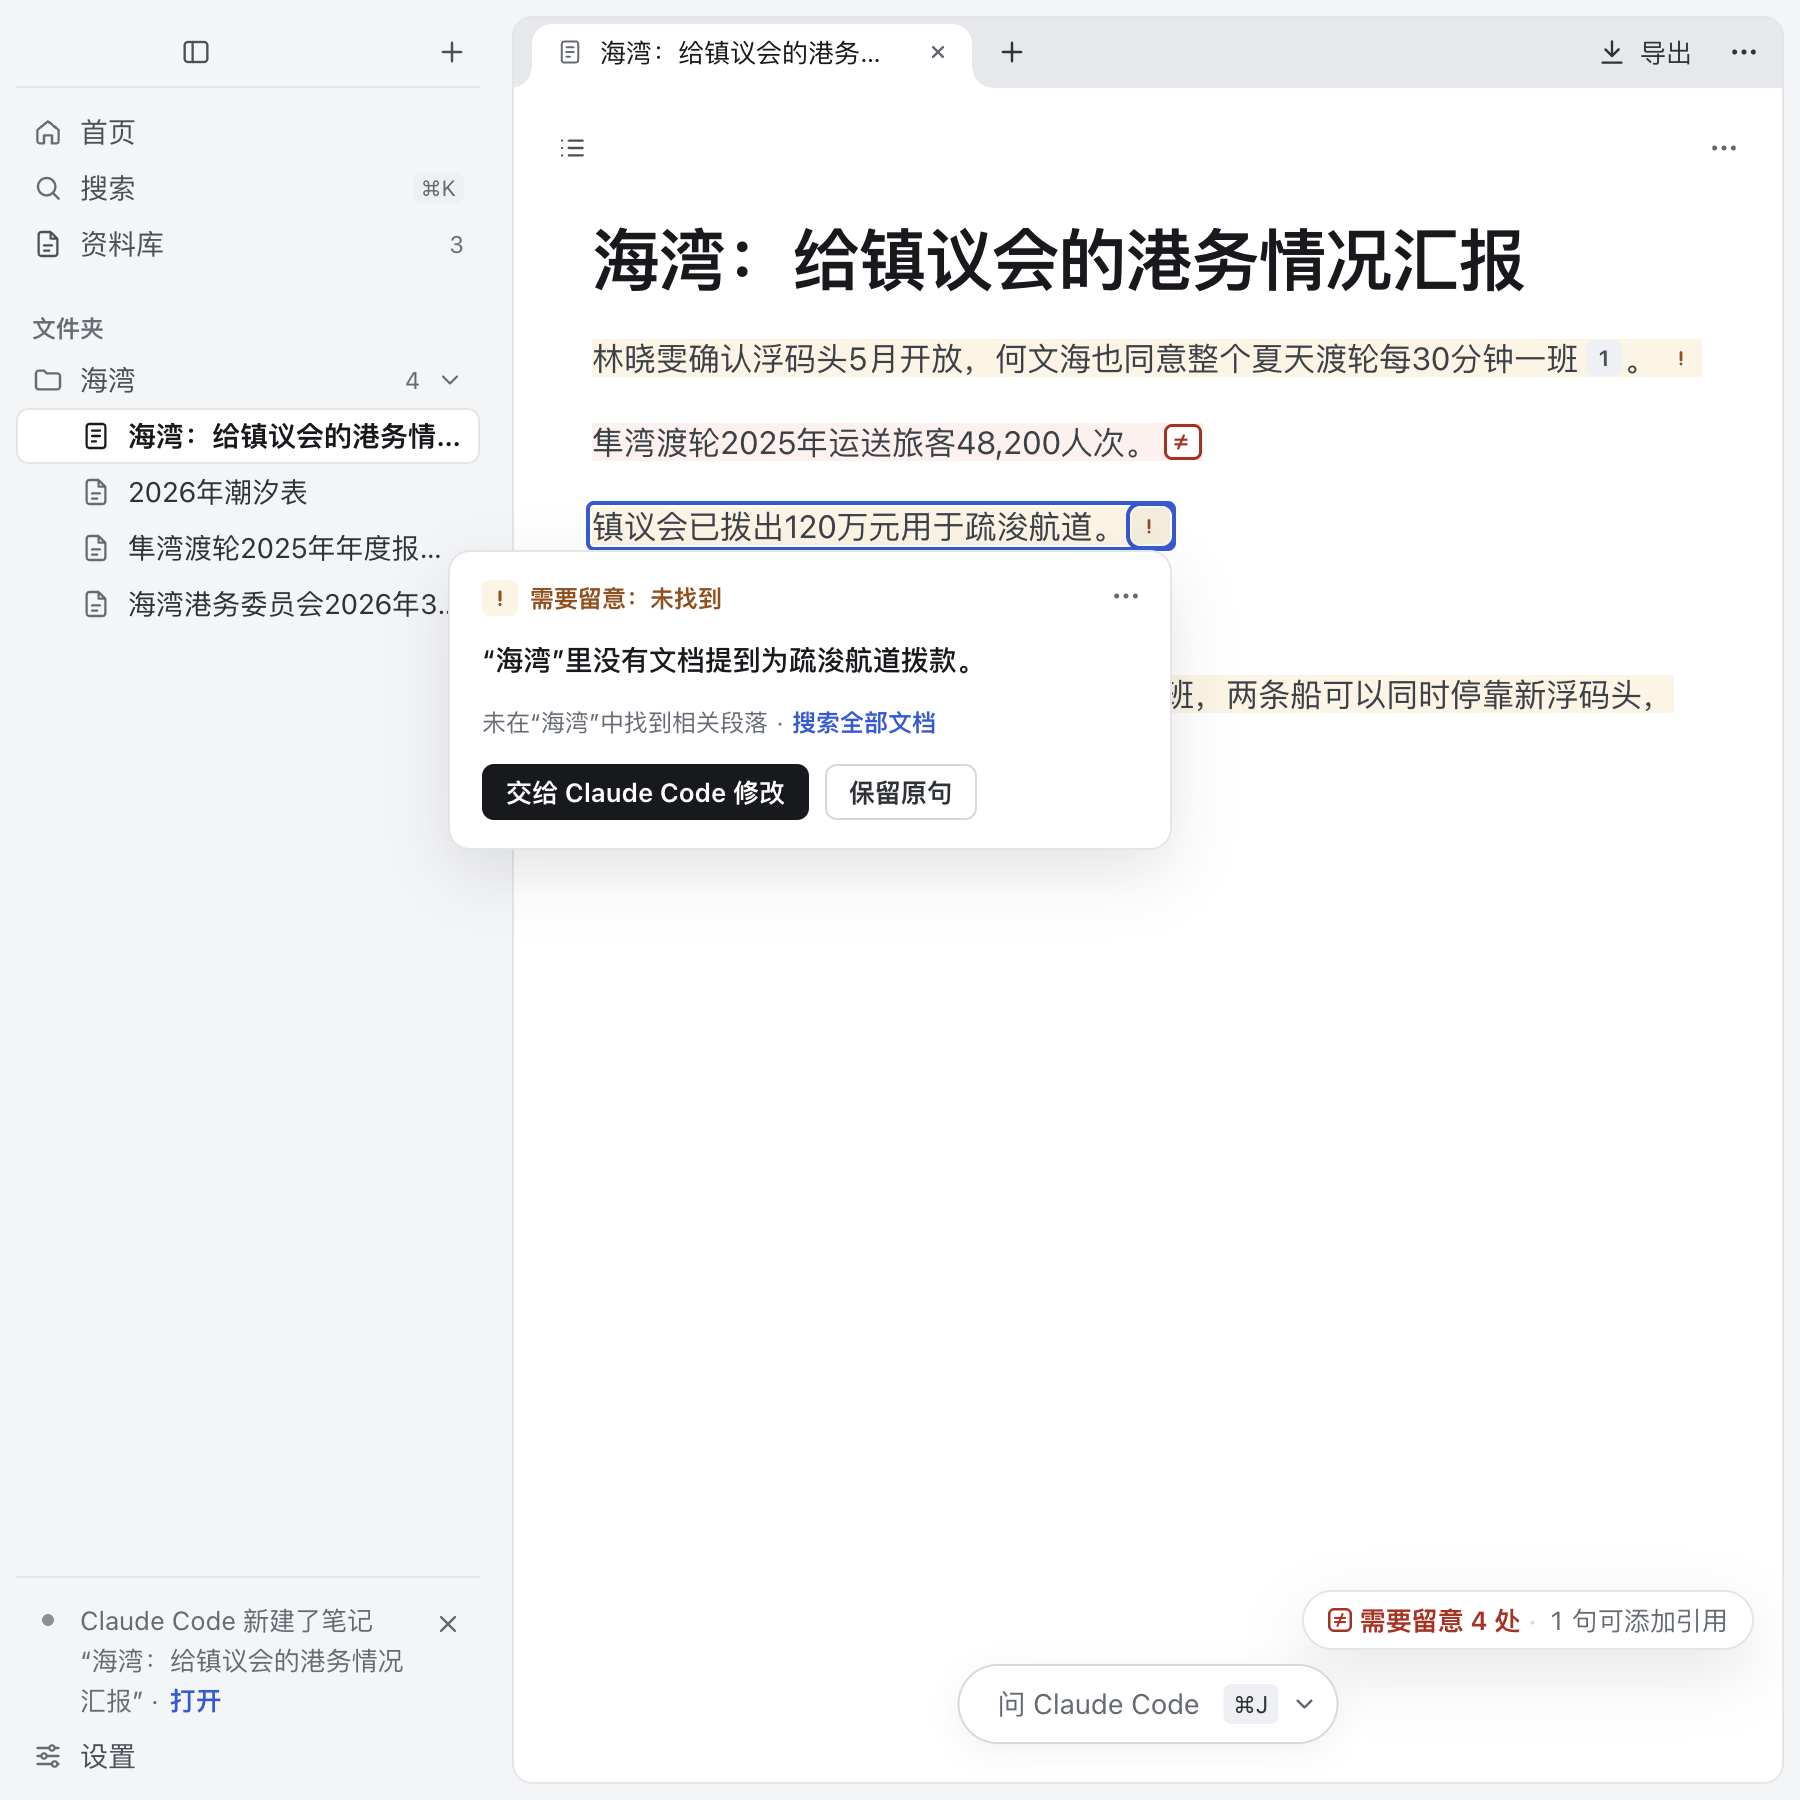 海湾：给镇议会的港务...
导出
首页
搜索 ⌘K
资料库 3
文件夹
海湾 4
海湾：给镇议会的港务情...
2026年潮汐表
隼湾渡轮2025年年度报...
海湾港务委员会2026年3..
海湾：给镇议会的港务情况汇报
林晓雯确认浮码头5月开放，何文海也同意整个夏天渡轮每30分钟一班 1 。 !
隼湾渡轮2025年运送旅客48,200人次。 ≠
镇议会已拨出120万元用于疏浚航道。 !
! 需要留意：未找到
“海湾”里没有文档提到为疏浚航道拨款。
未在“海湾”中找到相关段落 · 搜索全部文档
交给 Claude Code 修改 保留原句
班，两条船可以同时停靠新浮码头，
≠ 需要留意 4 处 · 1 句可添加引用
问 Claude Code ⌘J
Claude Code 新建了笔记
“海湾：给镇议会的港务情况
汇报” · 打开
设置